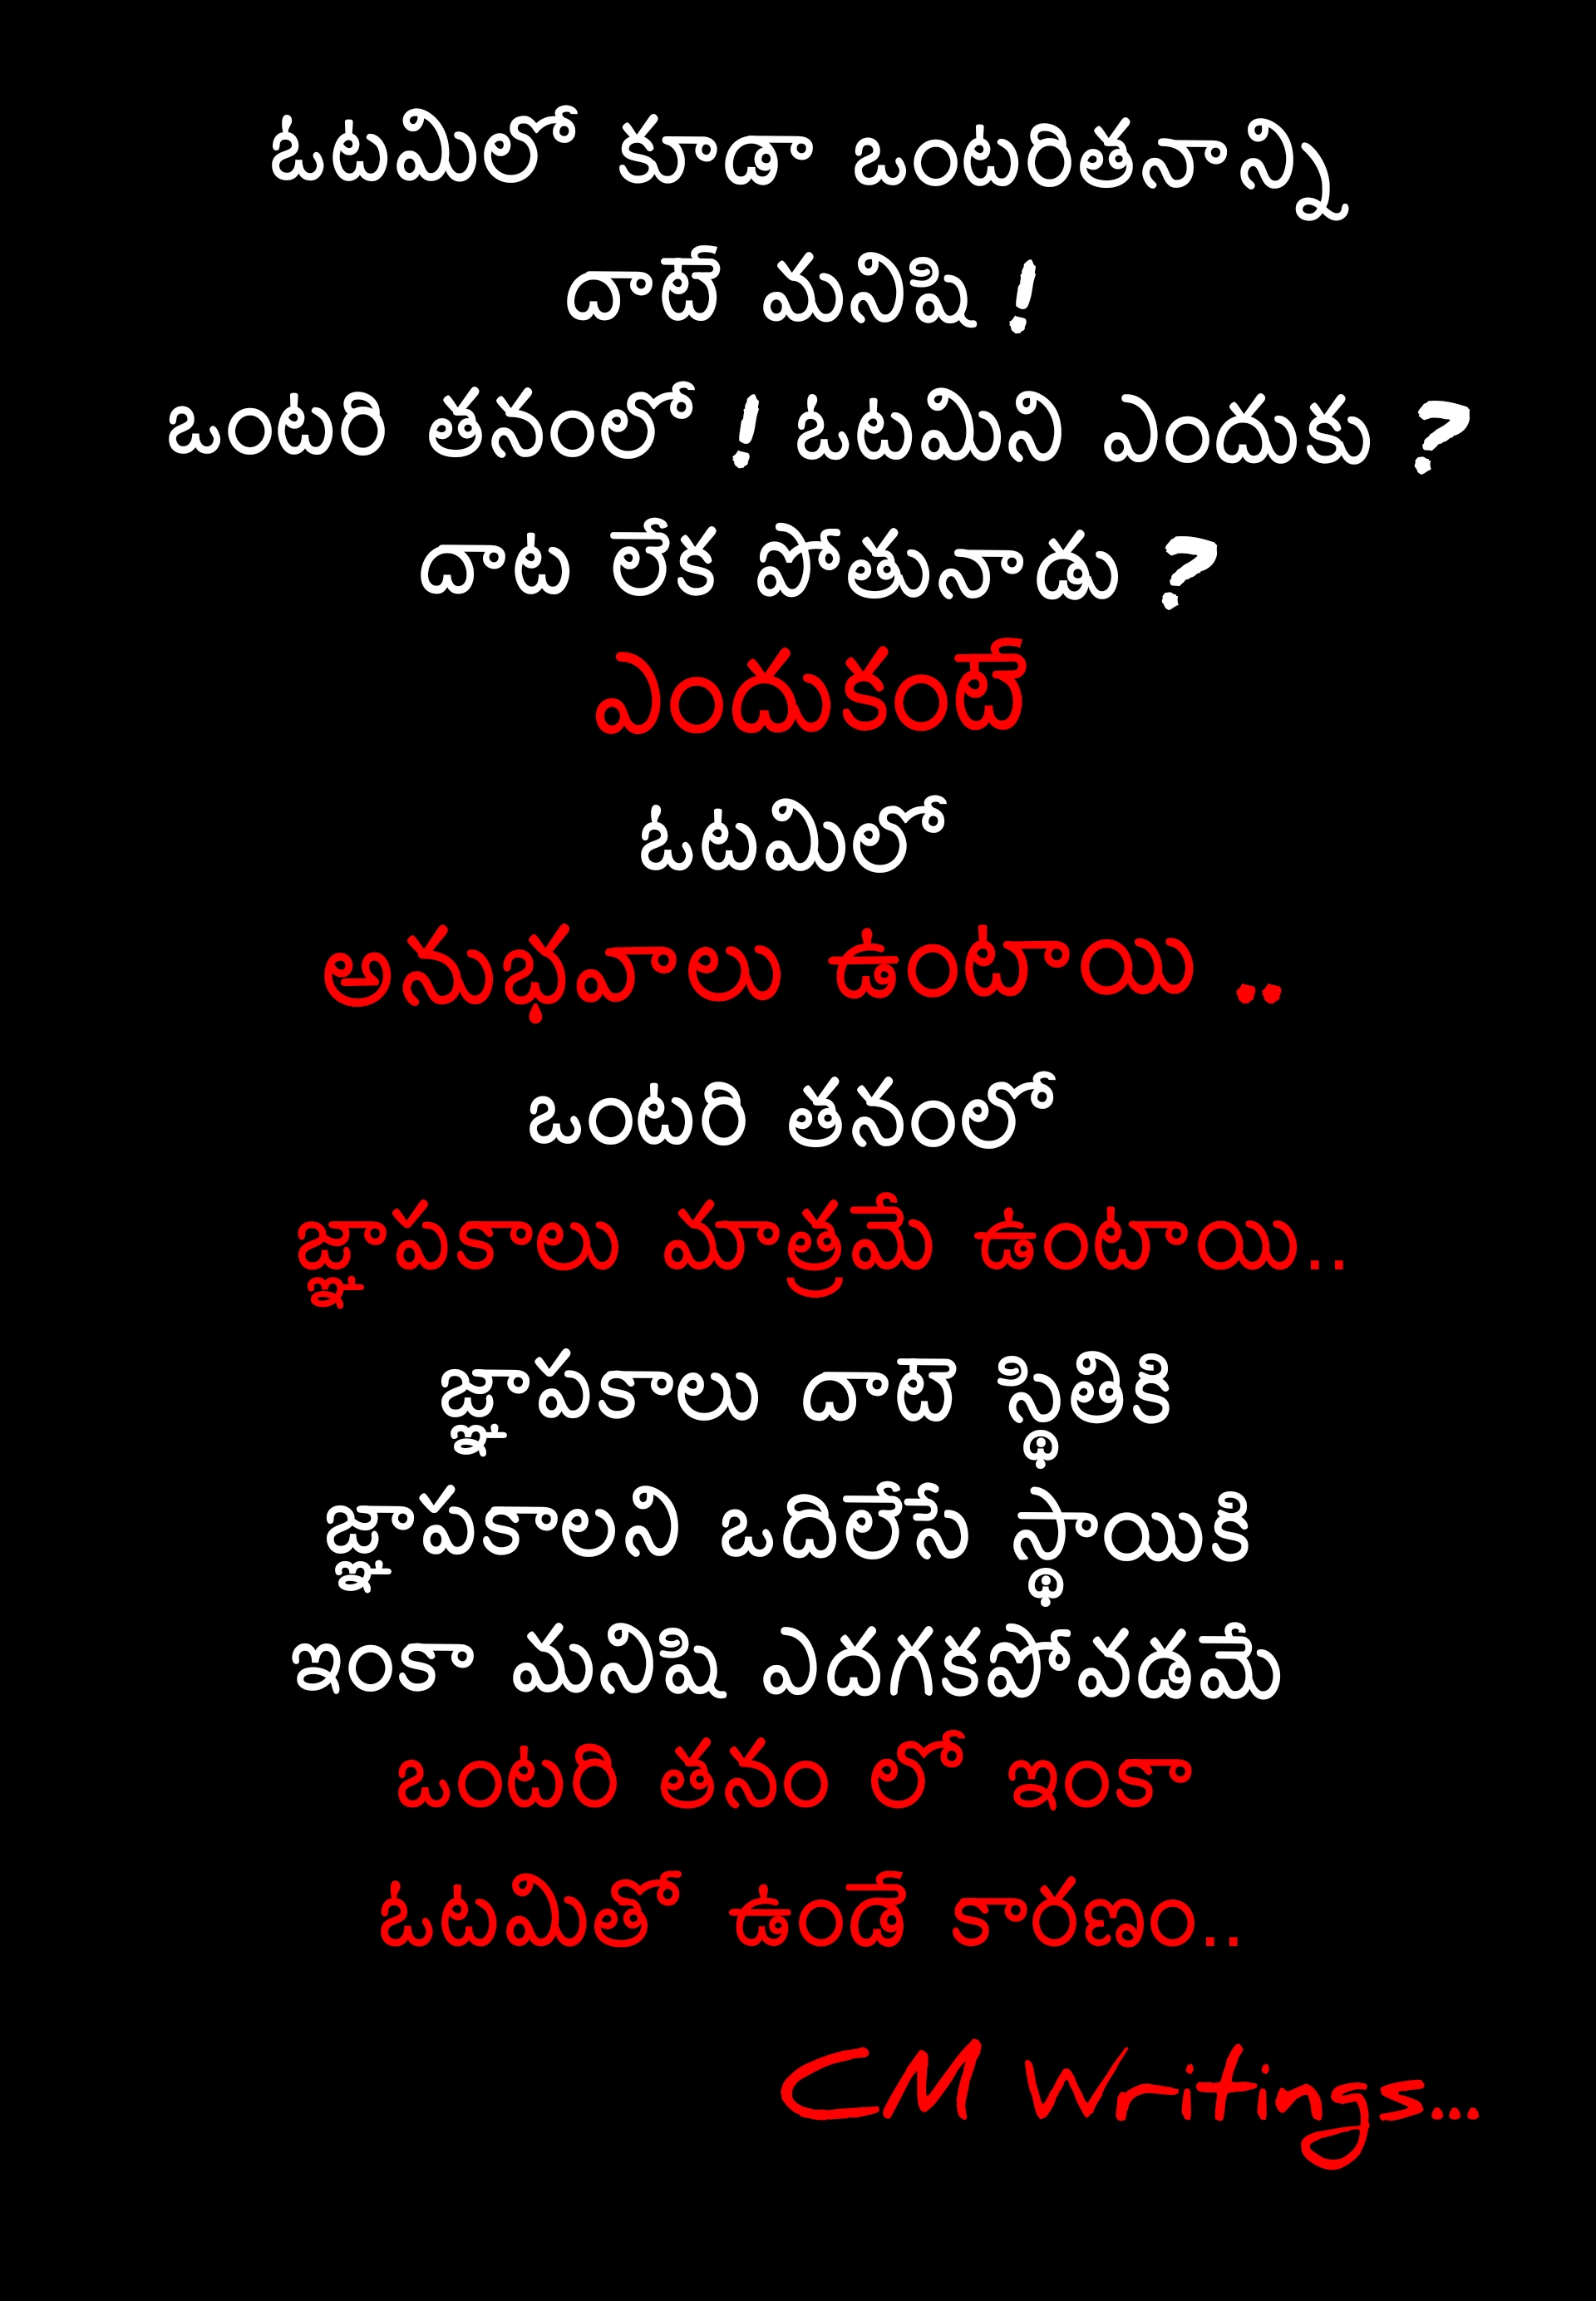 ఓటమిలో కూడా ఒంటరితనాన్ని
దాటే మనిషి !
ఒంటరి తనంలో ! ఓటమిని ఎందుకు ?
దాట లేక పోతునాడు ?
ఎందుకంటే
ఓటమిలో
అనుభవాలు ఉంటాయి ..
ఒంటరి తనంలో
జ్ఞాపకాలు మాత్రమే ఉంటాయి..
జ్ఞాపకాలు దాటె స్థితికి
జ్ఞాపకాలని ఒదిలేసే స్థాయికి
ఇంకా మనిషి ఎదగకపోవడమే
ఒంటరి తనం లో ఇంకా
ఓటమితో ఉండే కారణం..
CM Writings...